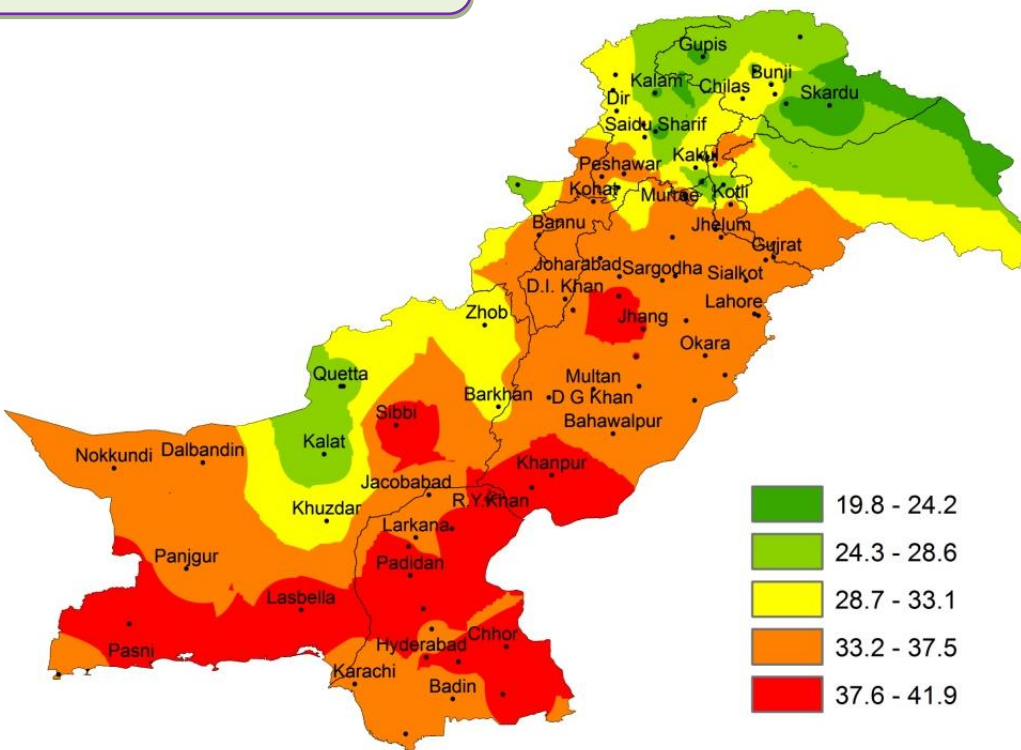 Gupis
Kalam
Chilas
Bunji
Skardu
Dir
Saidu Sharif
Peshawar
Kakul
Kohat
Murree
Kotli
Bannu
Jhelum
Gujrat
Joharabad
Sargodha
Sialkot
D.I. Khan
Lahore
Zhob
Jhang
Okara
Quetta
Multan
Barkhan
D G Khan
Sibbi
Bahawalpur
Kalat
Nokkundi
Dalbandin
Khanpur
Jacobabad
R.Y.Khan
Khuzdar
Larkana
Panjgur
Padidan
Lasbella
Chhor
Pasni
Hyderabad
Karachi
Badin
19.8 - 24.2
24.3 - 28.6
28.7 - 33.1
33.2 - 37.5
37.6 - 41.9